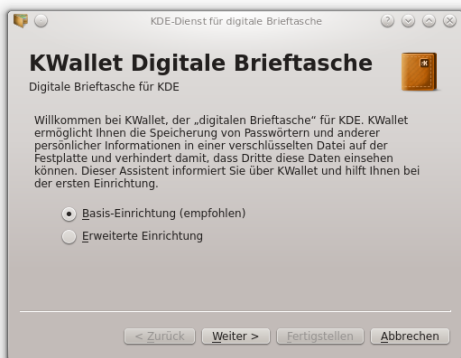 KDE-Dienst für digitale Brieftasche
KWallet Digitale Brieftasche
Digitale Brieftasche für KDE
Willkommen bei KWallet, der „digitalen Brieftasche“ für KDE. KWallet
ermöglicht Ihnen die Speicherung von Passwörtern und anderer
persönlicher Informationen in einer verschlüsselten Datei auf der
Festplatte und verhindert damit, dass Dritte diese Daten einsehen
können. Dieser Assistent informiert Sie über KWallet und hilft Ihnen bei
der ersten Einrichtung.
Basis-Einrichtung (empfohlen)
Erweiterte Einrichtung
< Zurück Weiter > Fertigstellen Abbrechen